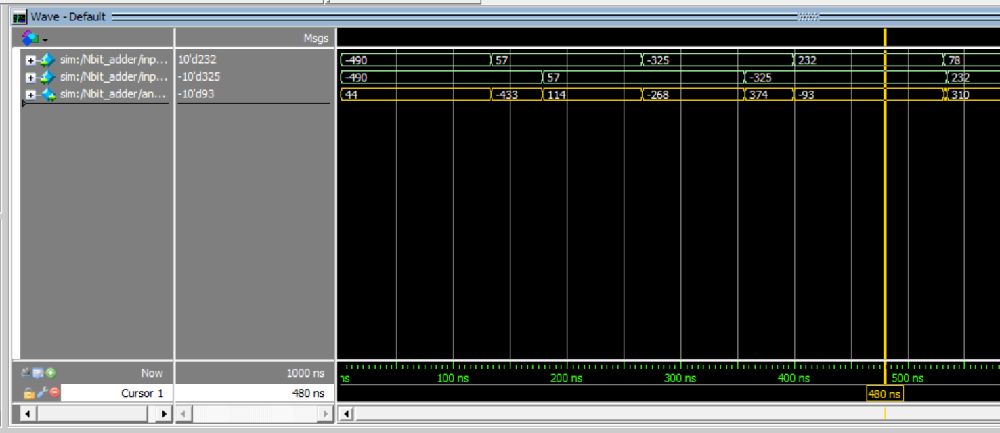 Wave - Default
Msgs
sim:/Nbit_adder/inp... 10'd232 -490 57 -325 232 78
sim:/Nbit_adder/inp... -10'd325 -490 57 -325 232
sim:/Nbit_adder/an... -10'd93 44 -433 114 -268 374 -93 310
Now 1000 ns ns 100 ns 200 ns 300 ns 400 ns 500 ns
Cursor 1 480 ns 480 ns